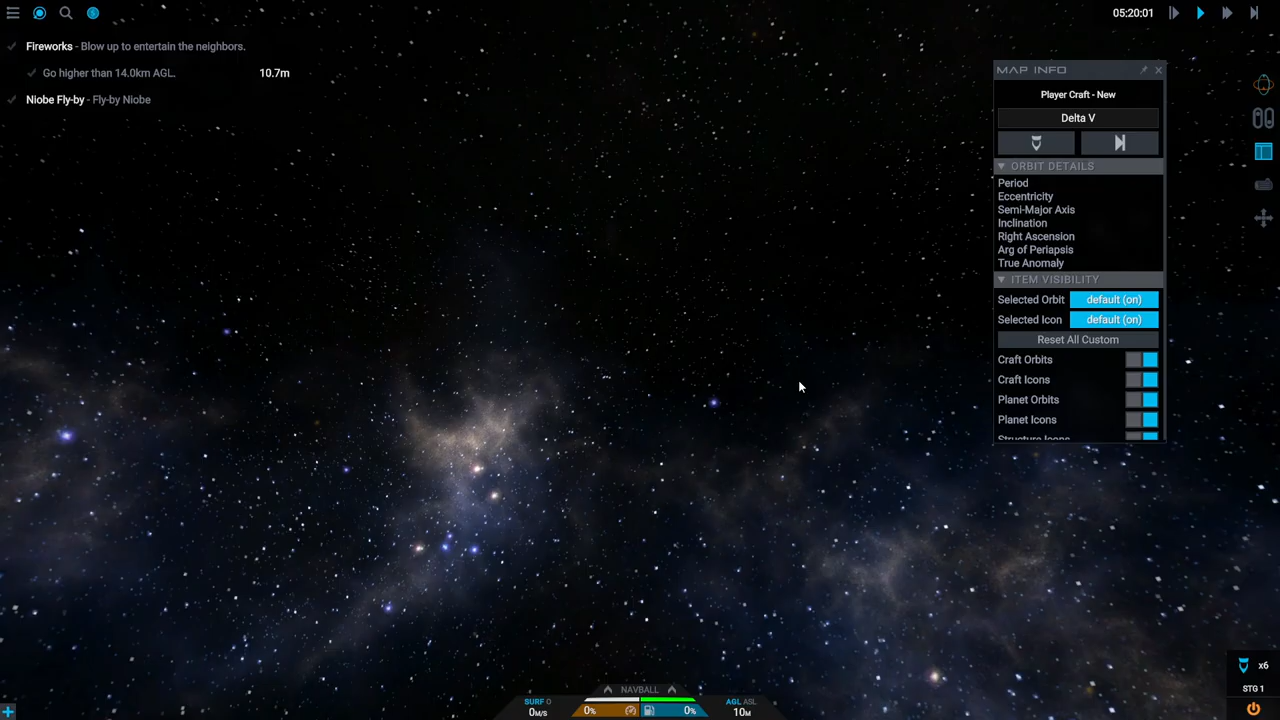 05:20:01
Fireworks - Blow up to entertain the neighbors.
Go higher than 14.0km AGL. 10.7m
Niobe Fly-by - Fly-by Niobe
MAP INFO
Player Craft - New
Delta V
ORBIT DETAILS
Period
Eccentricity
Semi-Major Axis
Inclination
Right Ascension
Arg of Periapsis
True Anomaly
ITEM VISIBILITY
Selected Orbit default (on)
Selected Icon default (on)
Reset All Custom
Craft Orbits
Craft Icons
Planet Orbits
Planet Icons
Structure Icons
x6
STG 1
NAVBALL
SURF O
0M/S
0%
0%
AGL ASL
10M